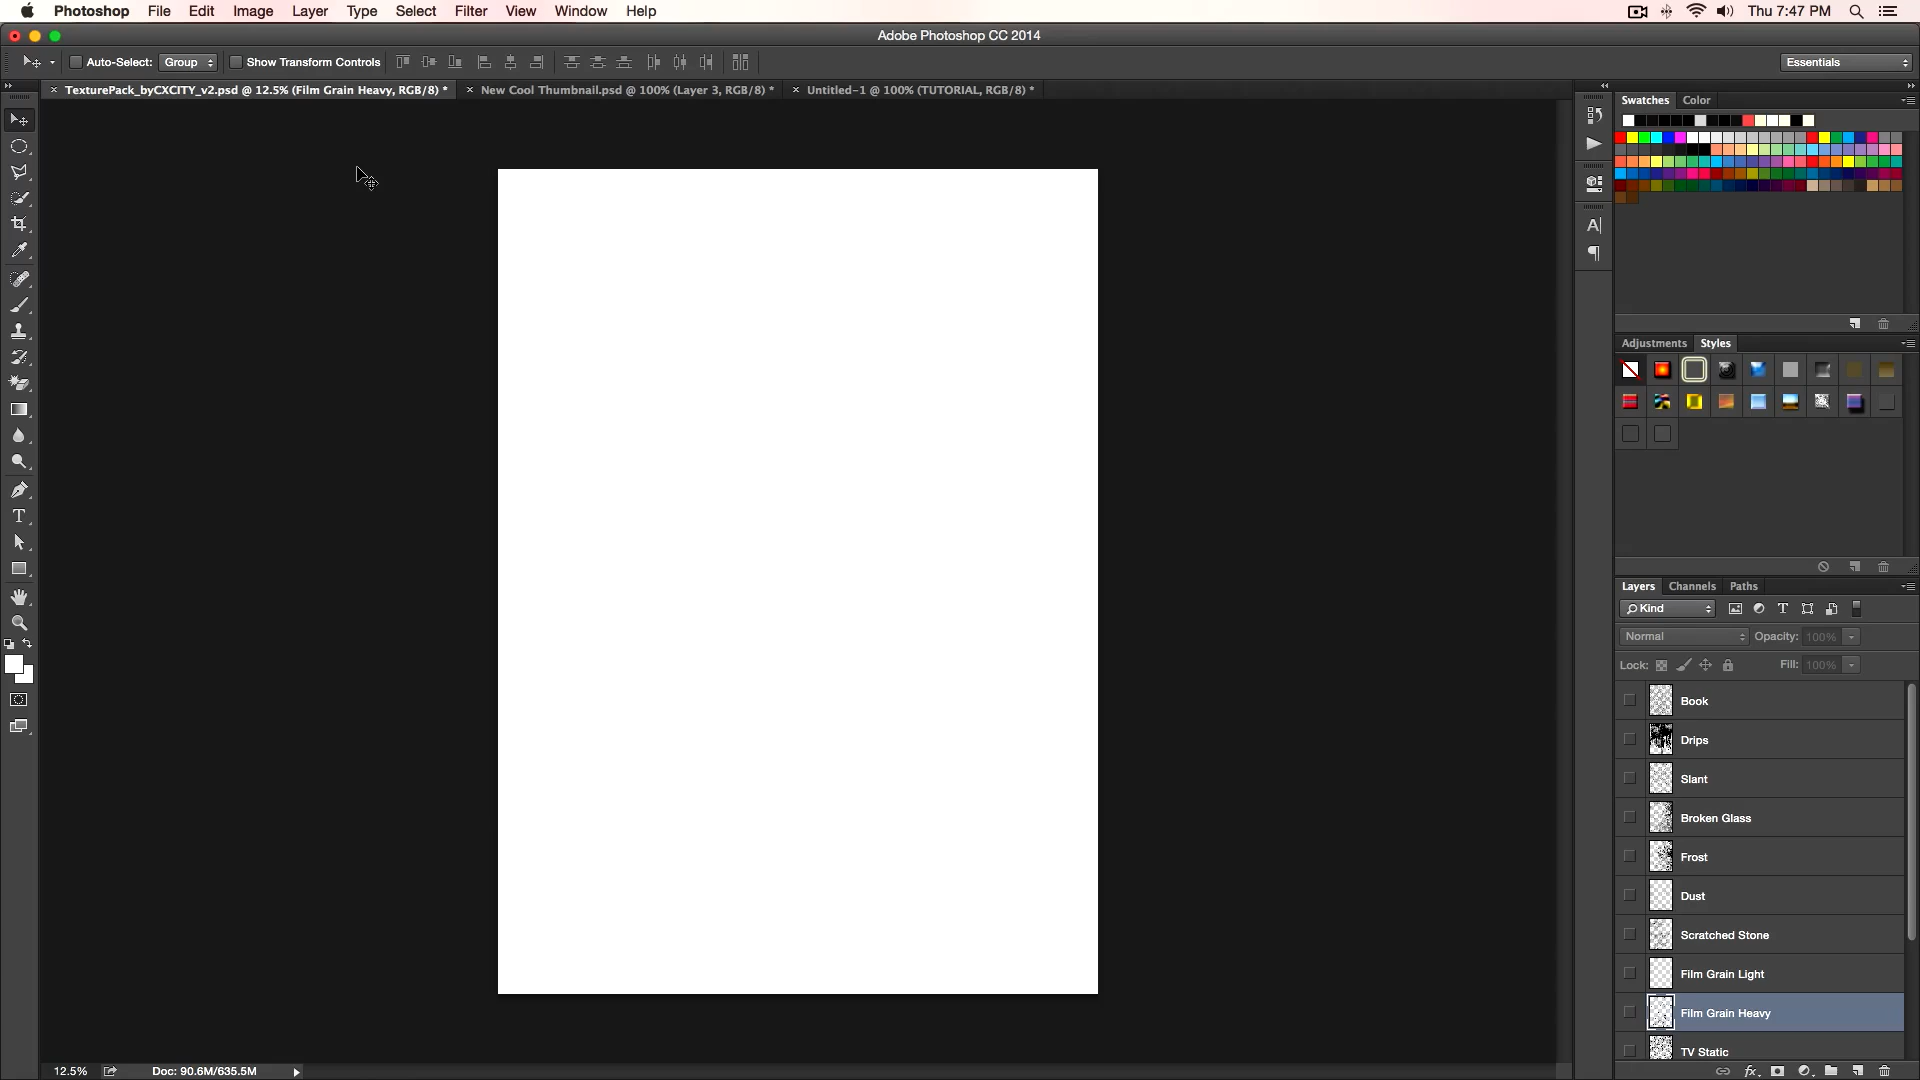 Photoshop File Edit Image Layer Type Select Filter View Window Help Thu 7:47 PM
Adobe Photoshop CC 2014
Auto-Select: Group Show Transform Controls Essentials
TexturePack_byCXCITY_v2.psd @ 12.5% (Film Grain Heavy, RGB/8) * New Cool Thumbnail.psd @ 100% (Layer 3, RGB/8) * Untitled-1 @ 100% (TUTORIAL, RGB/8) *
Swatches Color
Adjustments Styles
Layers Channels Paths
Kind
Normal Opacity: 100%
Lock: Fill: 100%
Book
Drips
Slant
Broken Glass
Frost
Dust
Scratched Stone
Film Grain Light
Film Grain Heavy
TV Static
12.5% Doc: 90.6M/635.5M